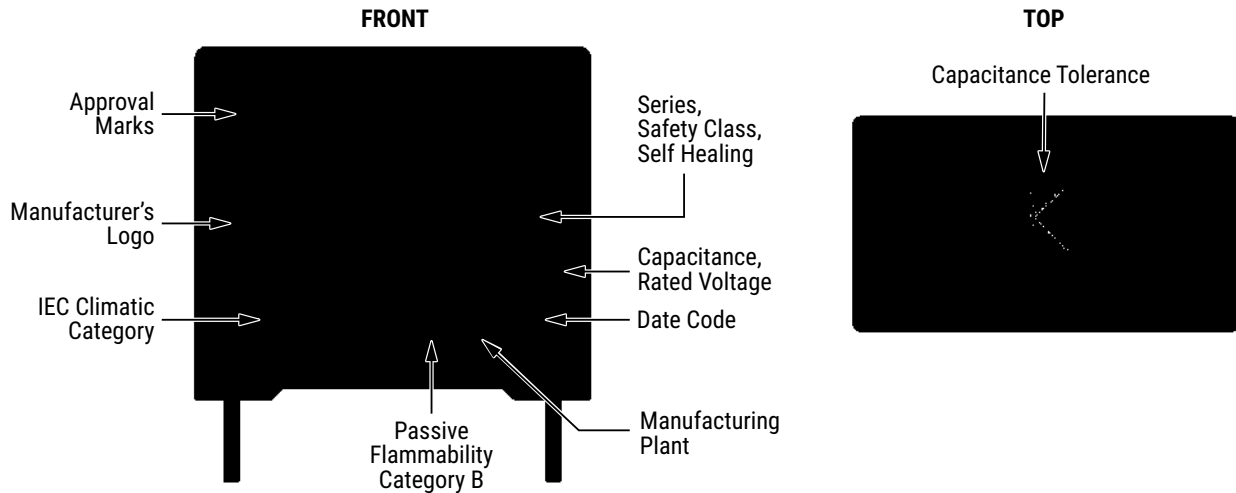 FRONT
TOP
Approval
Marks
Manufacturer's
Logo
IEC Climatic
Category
Series,
Safety Class,
Self Healing
Capacitance,
Rated Voltage
Date Code
Passive
Flammability
Category B
Manufacturing
Plant
Capacitance Tolerance
K